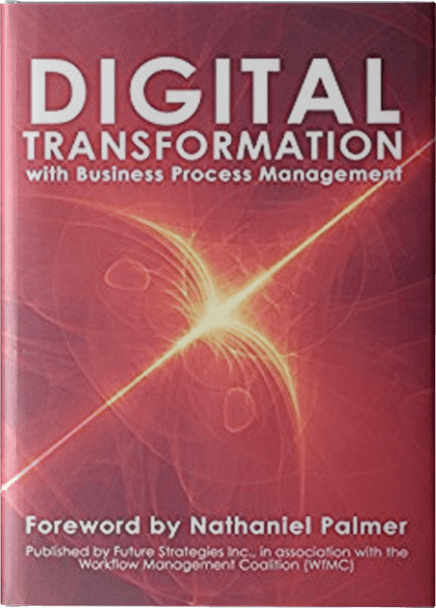 DIGITAL
TRANSFORMATION
with Business Process Management
Foreword by Nathaniel Palmer
Published by Future Strategies Inc., in association with the
Workflow Management Coalition (WfMC)